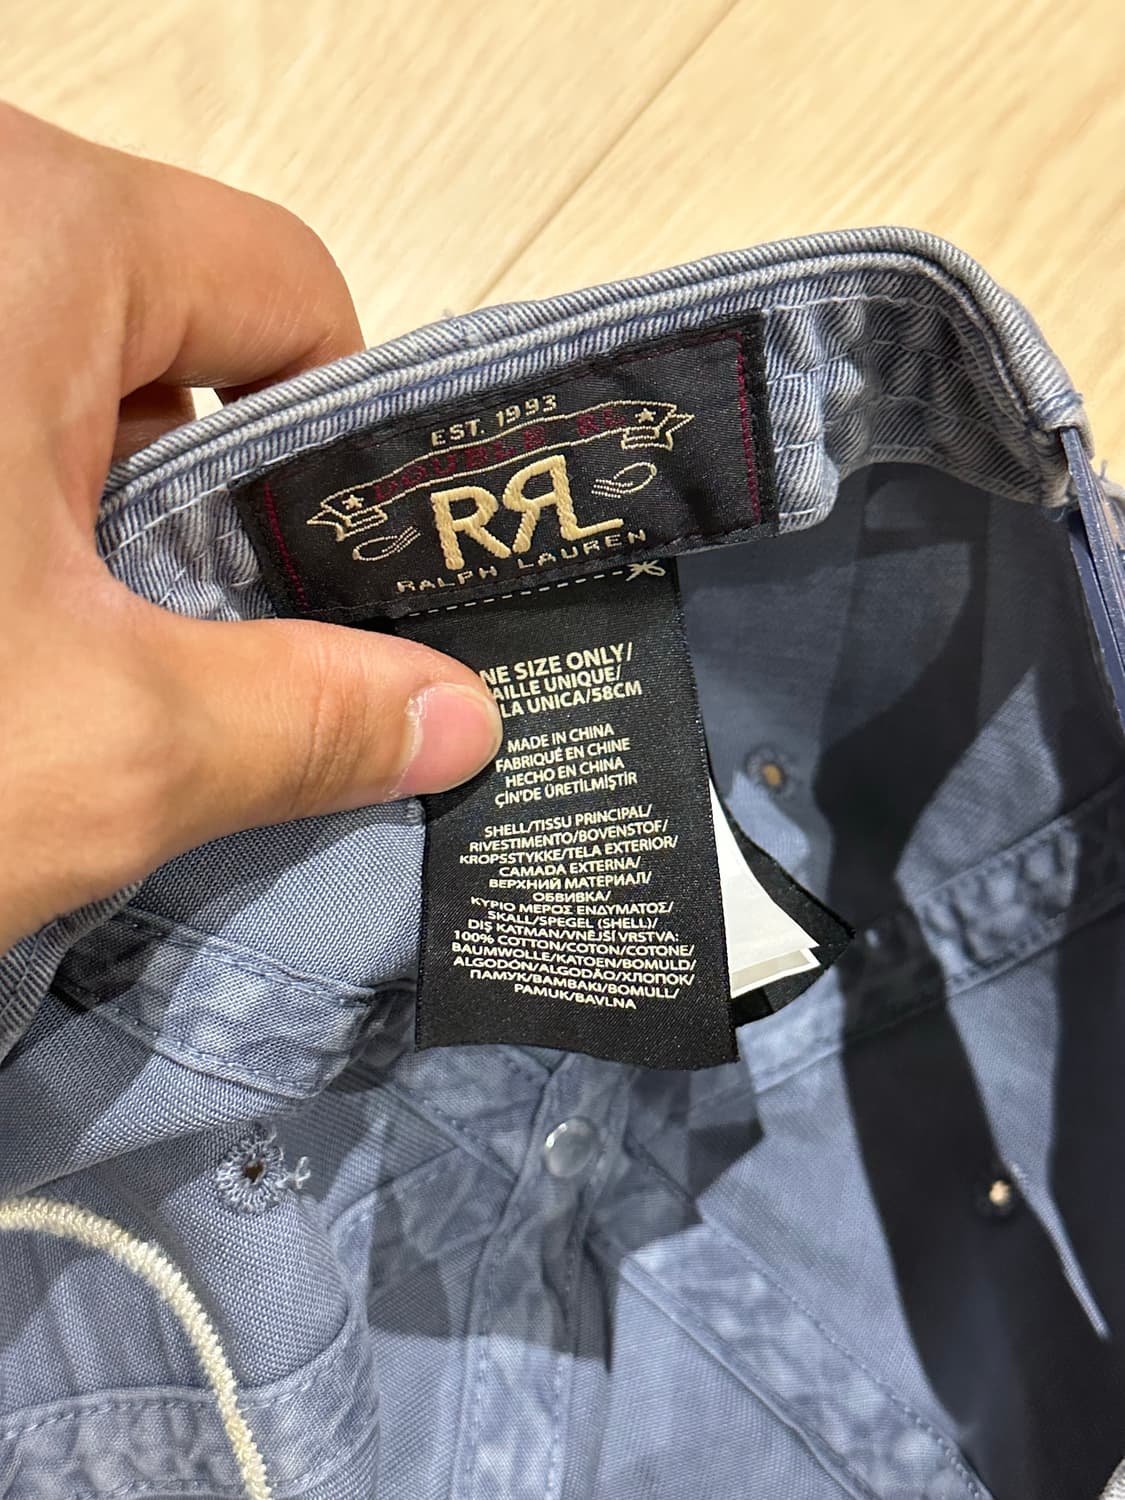 EST. 1993
DOUBLE RL
RRL
RALPH LAUREN
NE SIZE ONLY/
AILLE UNIQUE/
LA UNICA/58CM
MADE IN CHINA
FABRIQUÉ EN CHINE
HECHO EN CHINA
ÇİN'DE ÜRETİLMİŞTİR
SHELL/TISSU PRINCIPAL/
RIVESTIMENTO/BOVENSTOF/
KROPSSTYKKE/TELA EXTERIOR/
CAMADA EXTERNA/
ВЕРХНИЙ МАТЕРИАЛ/
ОБВИВКА/
ΚΥΡΙΟ ΜΕΡΟΣ ΕΝΔΥΜΑΤΟΣ/
SKALL/SPEGEL (SHELL)/
DIŞ KATMAN/VNĚJŠÍ VRSTVA:
100% COTTON/COTON/COTONE/
BAUMWOLLE/KATOEN/BOMULD/
ALGODÓN/ALGODÃO/ХЛОПОК/
ПАМУК/ΒΑΜΒΑΚΙ/BOMULL/
PAMUK/BAVLNA